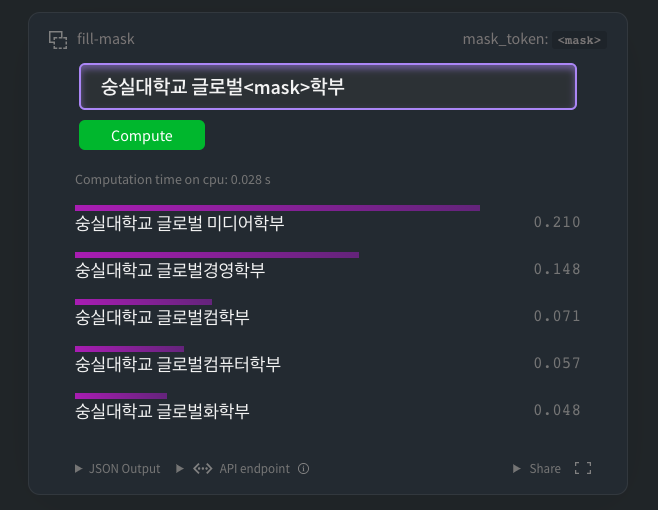 fill-mask mask_token: <mask>
숭실대학교 글로벌<mask>학부
Compute
Computation time on cpu: 0.028 s
숭실대학교 글로벌 미디어학부 0.210
숭실대학교 글로벌경영학부 0.148
숭실대학교 글로벌컴학부 0.071
숭실대학교 글로벌컴퓨터학부 0.057
숭실대학교 글로벌화학부 0.048
JSON Output API endpoint Share